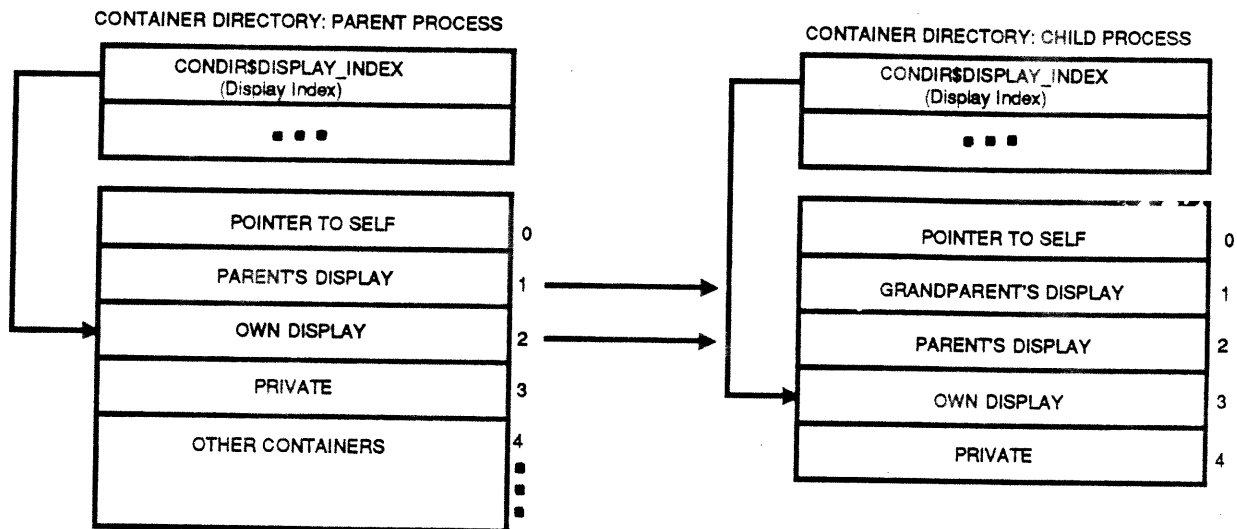 CONTAINER DIRECTORY: PARENT PROCESS
CONDIR$DISPLAY_INDEX
(Display Index)
POINTER TO SELF 0
PARENT'S DISPLAY 1
OWN DISPLAY 2
PRIVATE 3
OTHER CONTAINERS 4
CONTAINER DIRECTORY: CHILD PROCESS
CONDIR$DISPLAY_INDEX
(Display Index)
POINTER TO SELF 0
GRANDPARENT'S DISPLAY 1
PARENT'S DISPLAY 2
OWN DISPLAY 3
PRIVATE 4